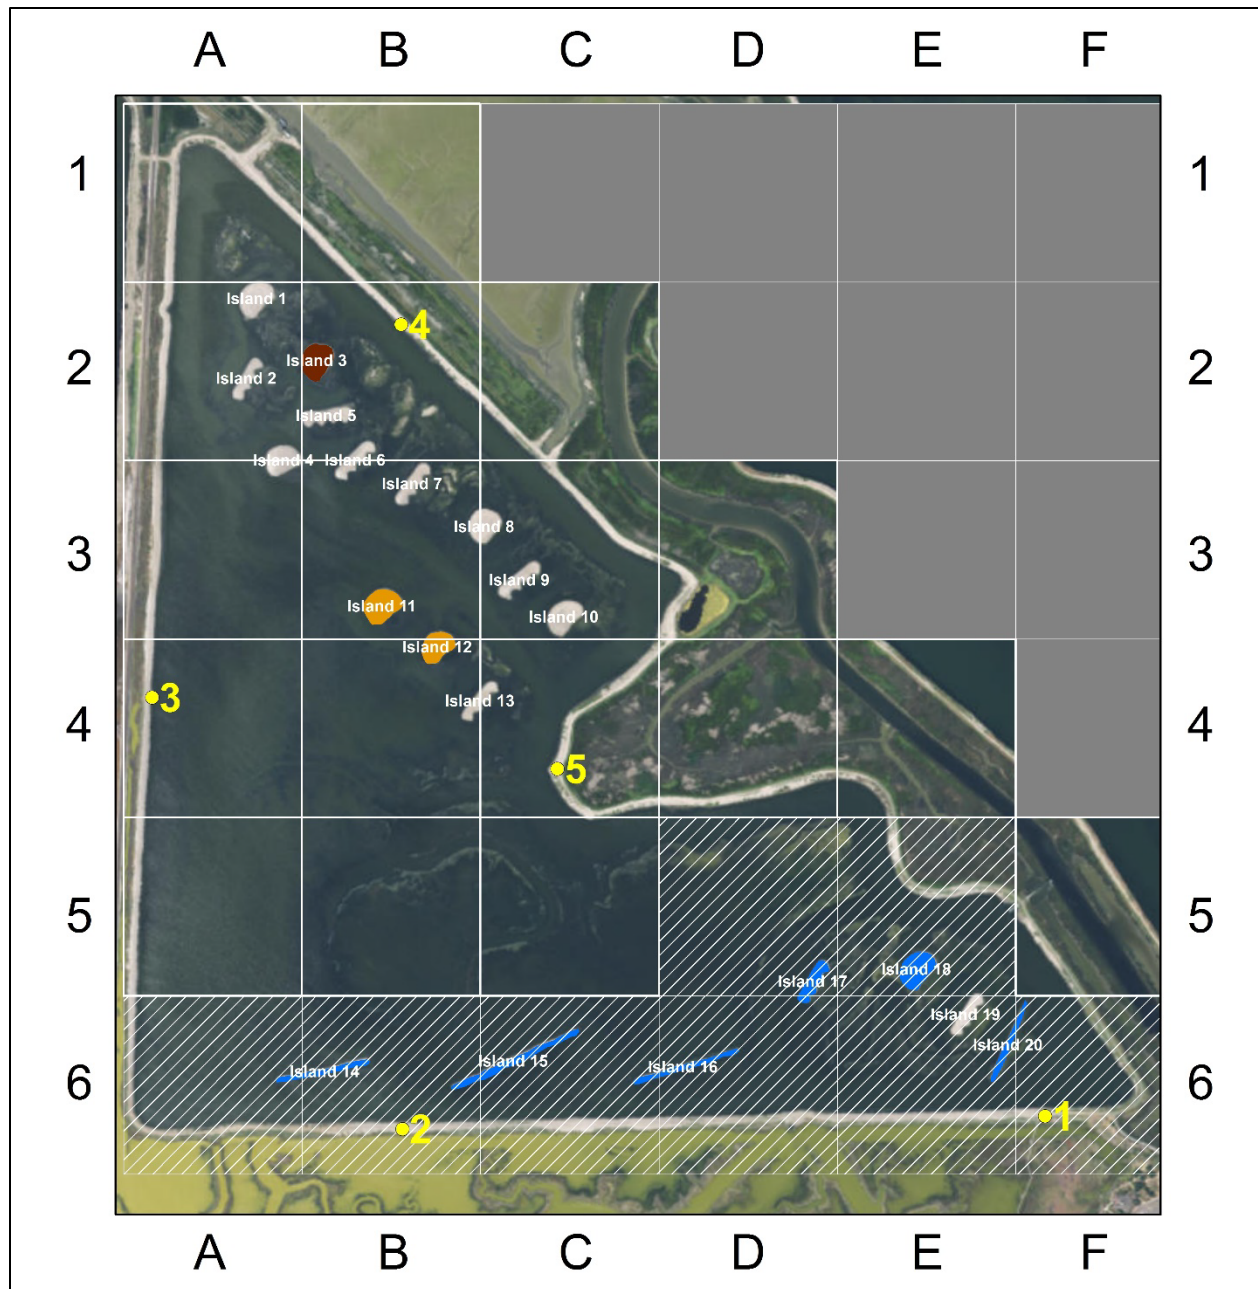 A B C D E F
1 1
Island 1
4
2 2
Island 3
Island 2
Island 5
Island 4 Island 6
Island 7
Island 8
3 3
Island 9
Island 11
Island 10
Island 12
3
Island 13
4 4
5
5 5
Island 18
Island 17
Island 19
Island 20
Island 15
Island 16
Island 14
6 6
1
2
A B C D E F